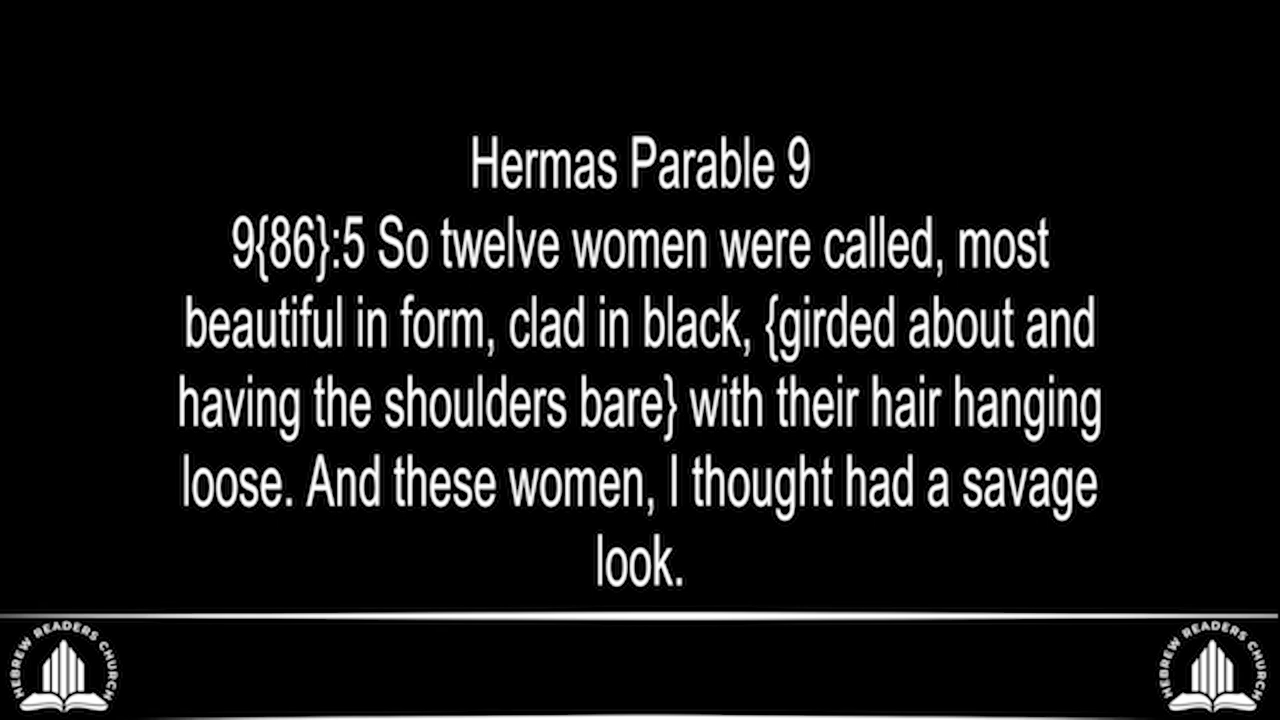 Hermas Parable 9
9{86}:5 So twelve women were called, most
beautiful in form, clad in black, {girded about and
having the shoulders bare} with their hair hanging
loose. And these women, I thought had a savage
look.
HEBREW READERS CHURCH
HEBREW READERS CHURCH